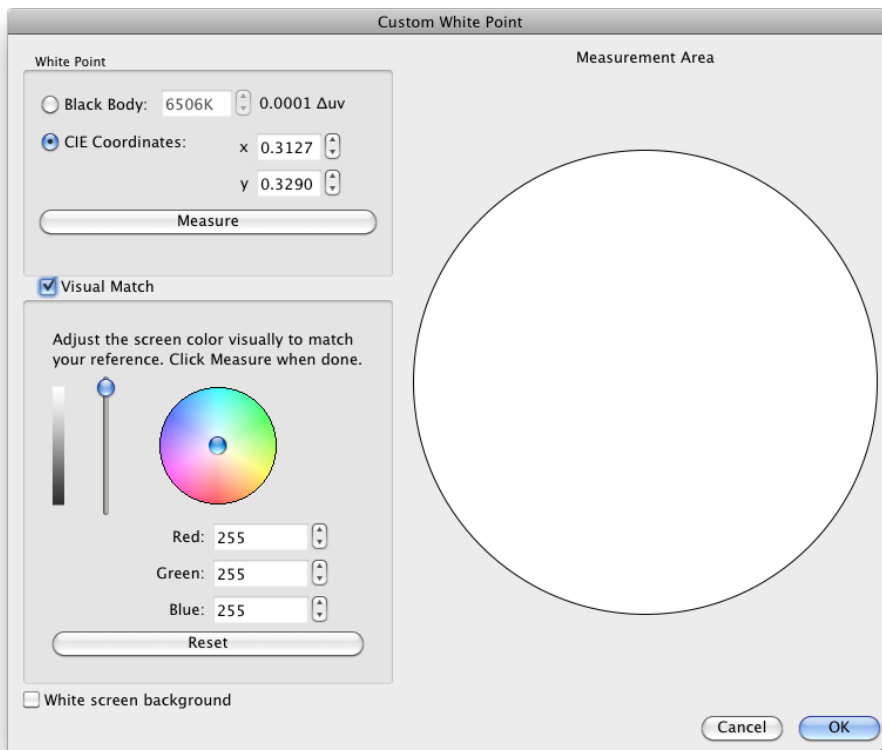 Custom White Point
White Point
Black Body: 6506K 0.0001 Δuv
CIE Coordinates: x 0.3127
y 0.3290
Measure
Visual Match
Adjust the screen color visually to match
your reference. Click Measure when done.
Red: 255
Green: 255
Blue: 255
Reset
White screen background
Measurement Area
Cancel OK